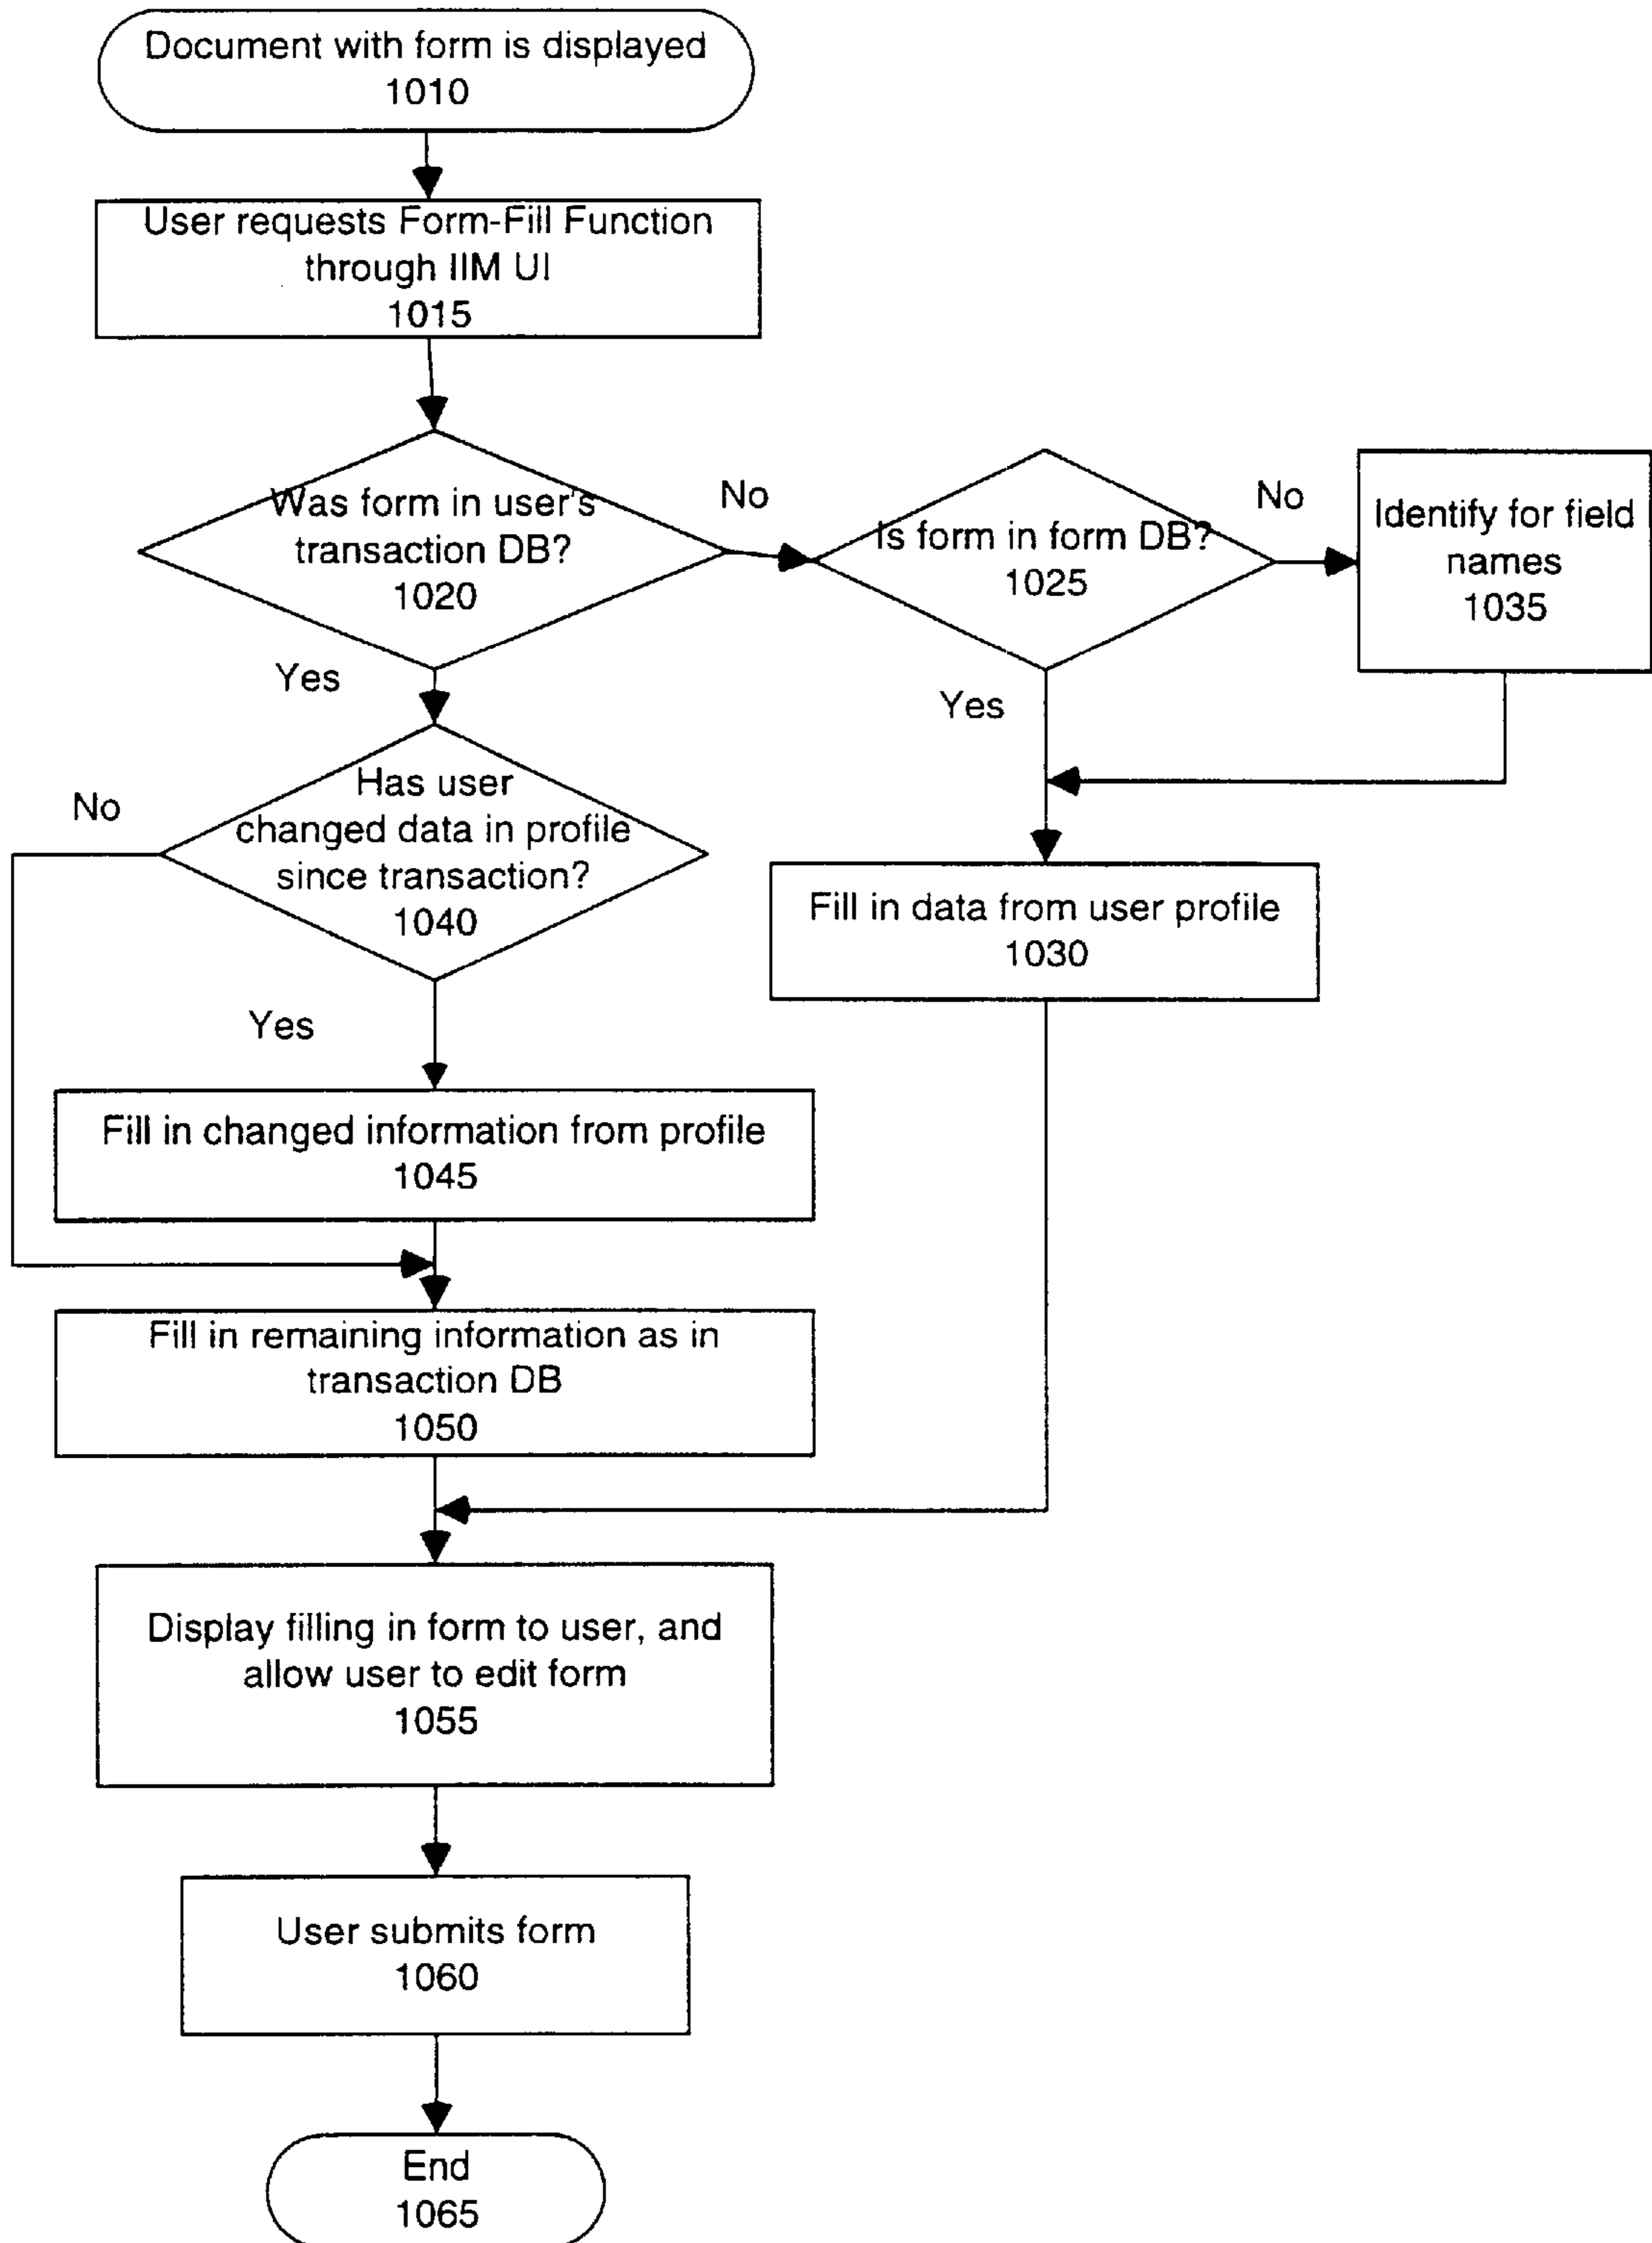 Document with form is displayed
1010
User requests Form-Fill Function
through IIM UI
1015
Was form in user's
transaction DB?
1020
No
Is form in form DB?
1025
No
Identify for field
names
1035
Yes
Yes
Has user
changed data in profile
since transaction?
1040
No
Fill in data from user profile
1030
Yes
Fill in changed information from profile
1045
Fill in remaining information as in
transaction DB
1050
Display filling in form to user, and
allow user to edit form
1055
User submits form
1060
End
1065